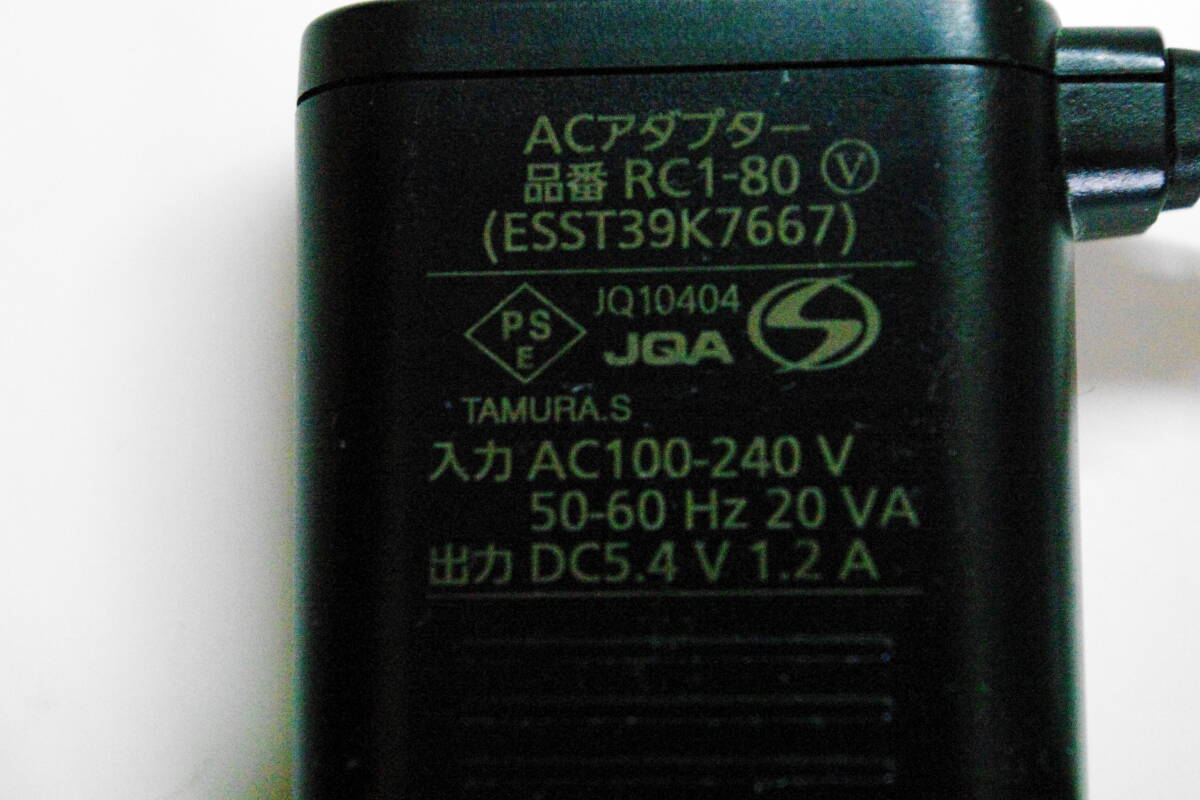 ACアダプター
品番 RC1-80 Ⓥ
(ESST39K7667)
PSE JQ10404
JQA
TAMURA.S
入力 AC100-240 V
50-60 Hz 20 VA
出力 DC5.4 V 1.2 A